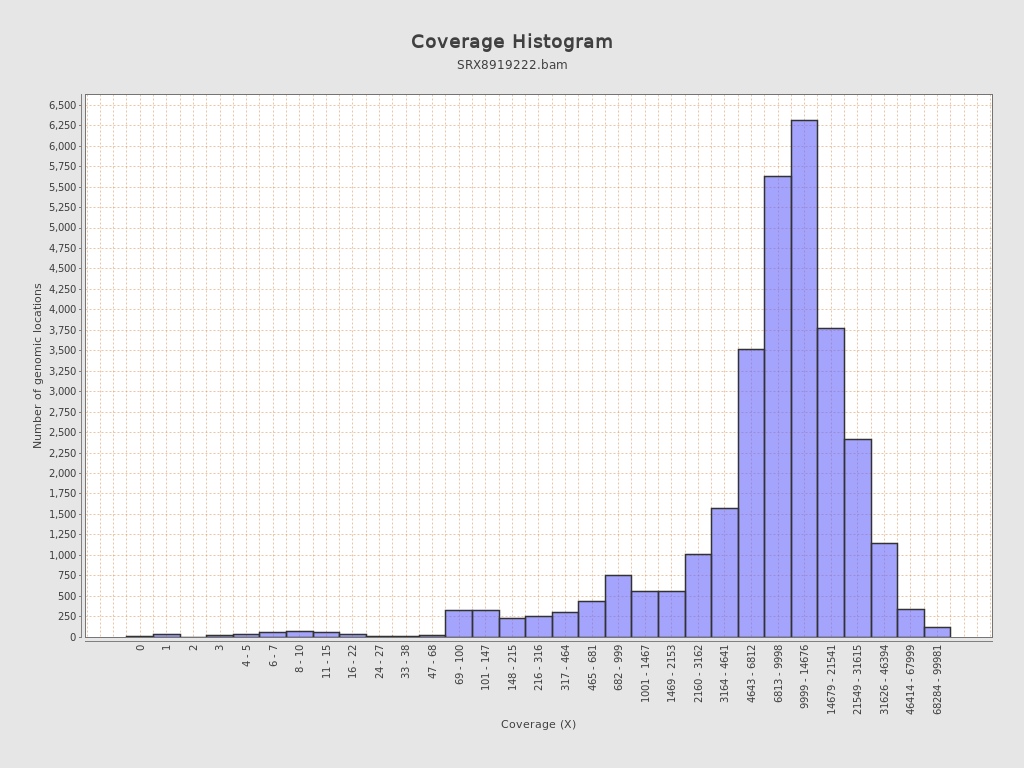 Coverage Histogram
SRX8919222.bam
Number of genomic locations
6,500
6,250
6,000
5,750
5,500
5,250
5,000
4,750
4,500
4,250
4,000
3,750
3,500
3,250
3,000
2,750
2,500
2,250
2,000
1,750
1,500
1,250
1,000
750
500
250
0
0
1
2
3
4 - 5
6 - 7
8 - 10
11 - 15
16 - 22
24 - 27
33 - 38
47 - 68
69 - 100
101 - 147
148 - 215
216 - 316
317 - 464
465 - 681
682 - 999
1001 - 1467
1469 - 2153
2160 - 3162
3164 - 4641
4643 - 6812
6813 - 9998
9999 - 14676
14679 - 21541
21549 - 31615
31626 - 46394
46414 - 67999
68284 - 99981
Coverage (X)